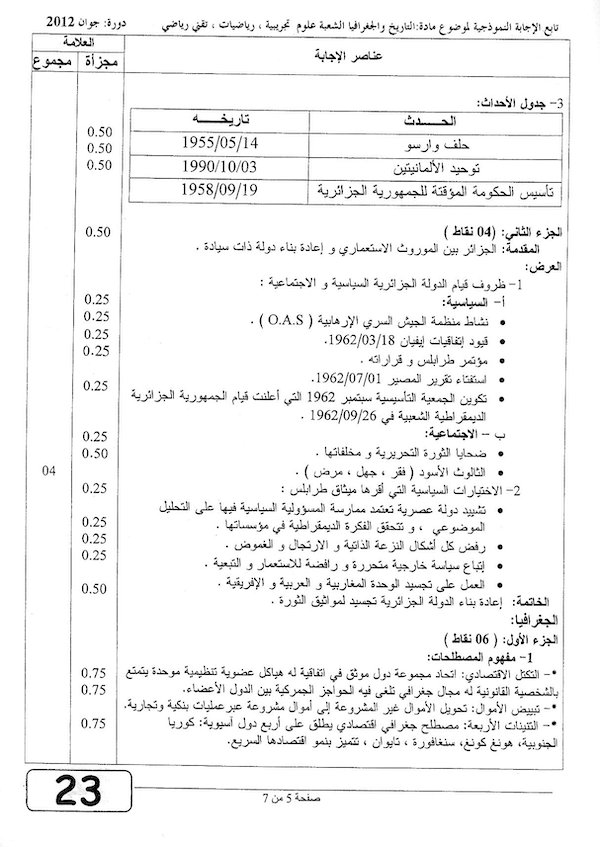 تابع الإجابة النموذجية لموضوع مادة:التاريخ والجغرافيا الشعبة علوم تجريبية ، رياضيات ، تقني رياضي دورة: جوان 2012
عناصر الإجابة العلامة
مجزأة مجموع
3- جدول الأحداث:
الحـــدث تاريخـــه
حلف وارسو 1955/05/14 0.50
توحيد الألمانيتين 1990/10/03 0.50
تأسيس الحكومة المؤقتة للجمهورية الجزائرية 1958/09/19 0.50
الجزء الثاني: (04 نقاط )
المقدمة: الجزائر بين الموروث الاستعماري و إعادة بناء دولة ذات سيادة . 0.50
العرض:
1- ظروف قيام الدولة الجزائرية السياسية و الاجتماعية :
أ- السياسية: 0.25
• نشاط منظمة الجيش السري الإرهابية ( O.A.S ) . 0.25
• قيود إتفاقيات إيفيان 1962/03/18. 0.25
• مؤتمر طرابلس و قراراته . 0.25
• استفتاء تقرير المصير 1962/07/01.
• تكوين الجمعية التأسيسية سبتمبر 1962 التي أعلنت قيام الجمهورية الجزائرية 0.25
الديمقراطية الشعبية في 1962/09/26 .
ب – الاجتماعية: 0.25
• ضحايا الثورة التحريرية و مخلفاتها . 0.50
• الثالوث الأسود ( فقر ، جهل ، مرض ) . 04
2- الاختيارات السياسية التي أقرها ميثاق طرابلس : 0.25
• تشييد دولة عصرية تعتمد ممارسة المسؤولية السياسية فيها على التحليل
الموضوعي ، و تتحقق الفكرة الديمقراطية في مؤسساتها . 0.25
• رفض كل أشكال النزعة الذاتية و الارتجال و الغموض . 0.25
• إتباع سياسة خارجية متحررة و رافضة للاستعمار و التبعية . 0.25
• العمل على تجسيد الوحدة المغاربية و العربية و الإفريقية .
الخاتمة: إعادة بناء الدولة الجزائرية تجسيد لمواثيق الثورة . 0.50
الجغرافيا:
الجزء الأول: ( 06 نقاط )
1- مفهوم المصطلحات:
*- التكتل الاقتصادي: اتحاد مجموعة دول موثق في اتفاقية له هياكل عضوية تنظيمية موحدة يتمتع 0.75
بالشخصية القانونية له مجال جغرافي تلغى فيه الحواجز الجمركية بين الدول الأعضاء.
*- تبييض الأموال: تحويل الأموال غير المشروعة إلى أموال مشروعة عبرعمليات بنكية وتجارية. 0.75
*- التنينات الأربعة: مصطلح جغرافي اقتصادي يطلق على أربع دول آسيوية: كوريا 0.75
الجنوبية، هونغ كونغ، سنغافورة ، تايوان ، تتميز بنمو اقتصادها السريع.
صفحة 5 من 7
23